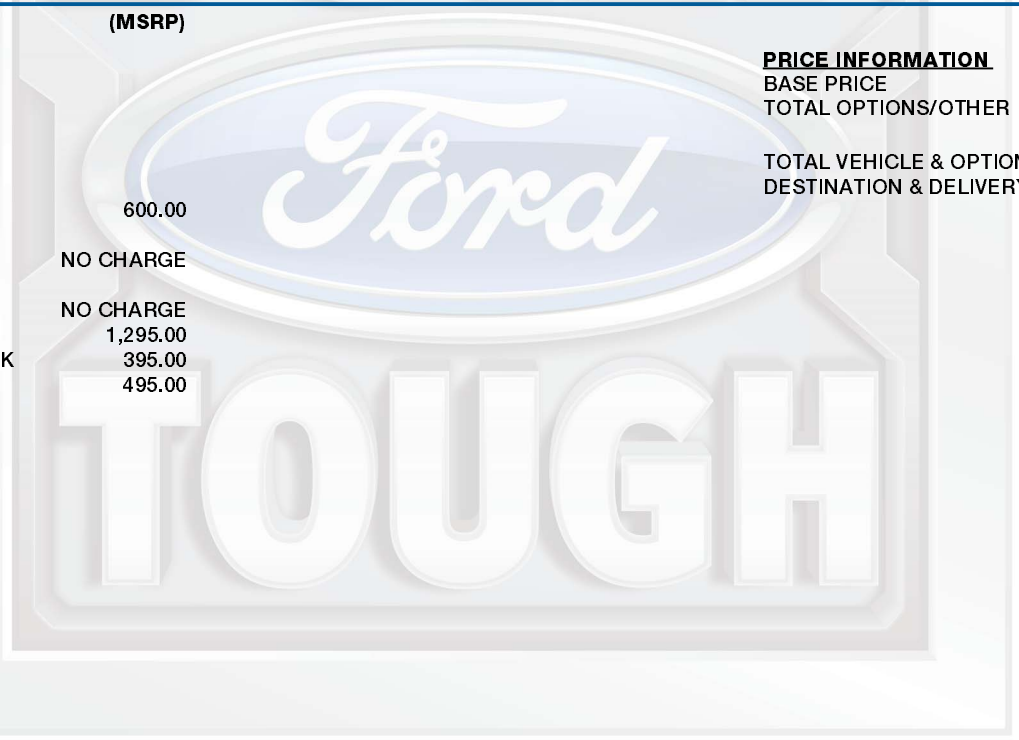 (MSRP)
600.00
NO CHARGE
NO CHARGE
1,295.00
K 395.00
495.00
PRICE INFORMATION
BASE PRICE
TOTAL OPTIONS/OTHER
TOTAL VEHICLE & OPTION
DESTINATION & DELIVERY
Ford
TOUGH